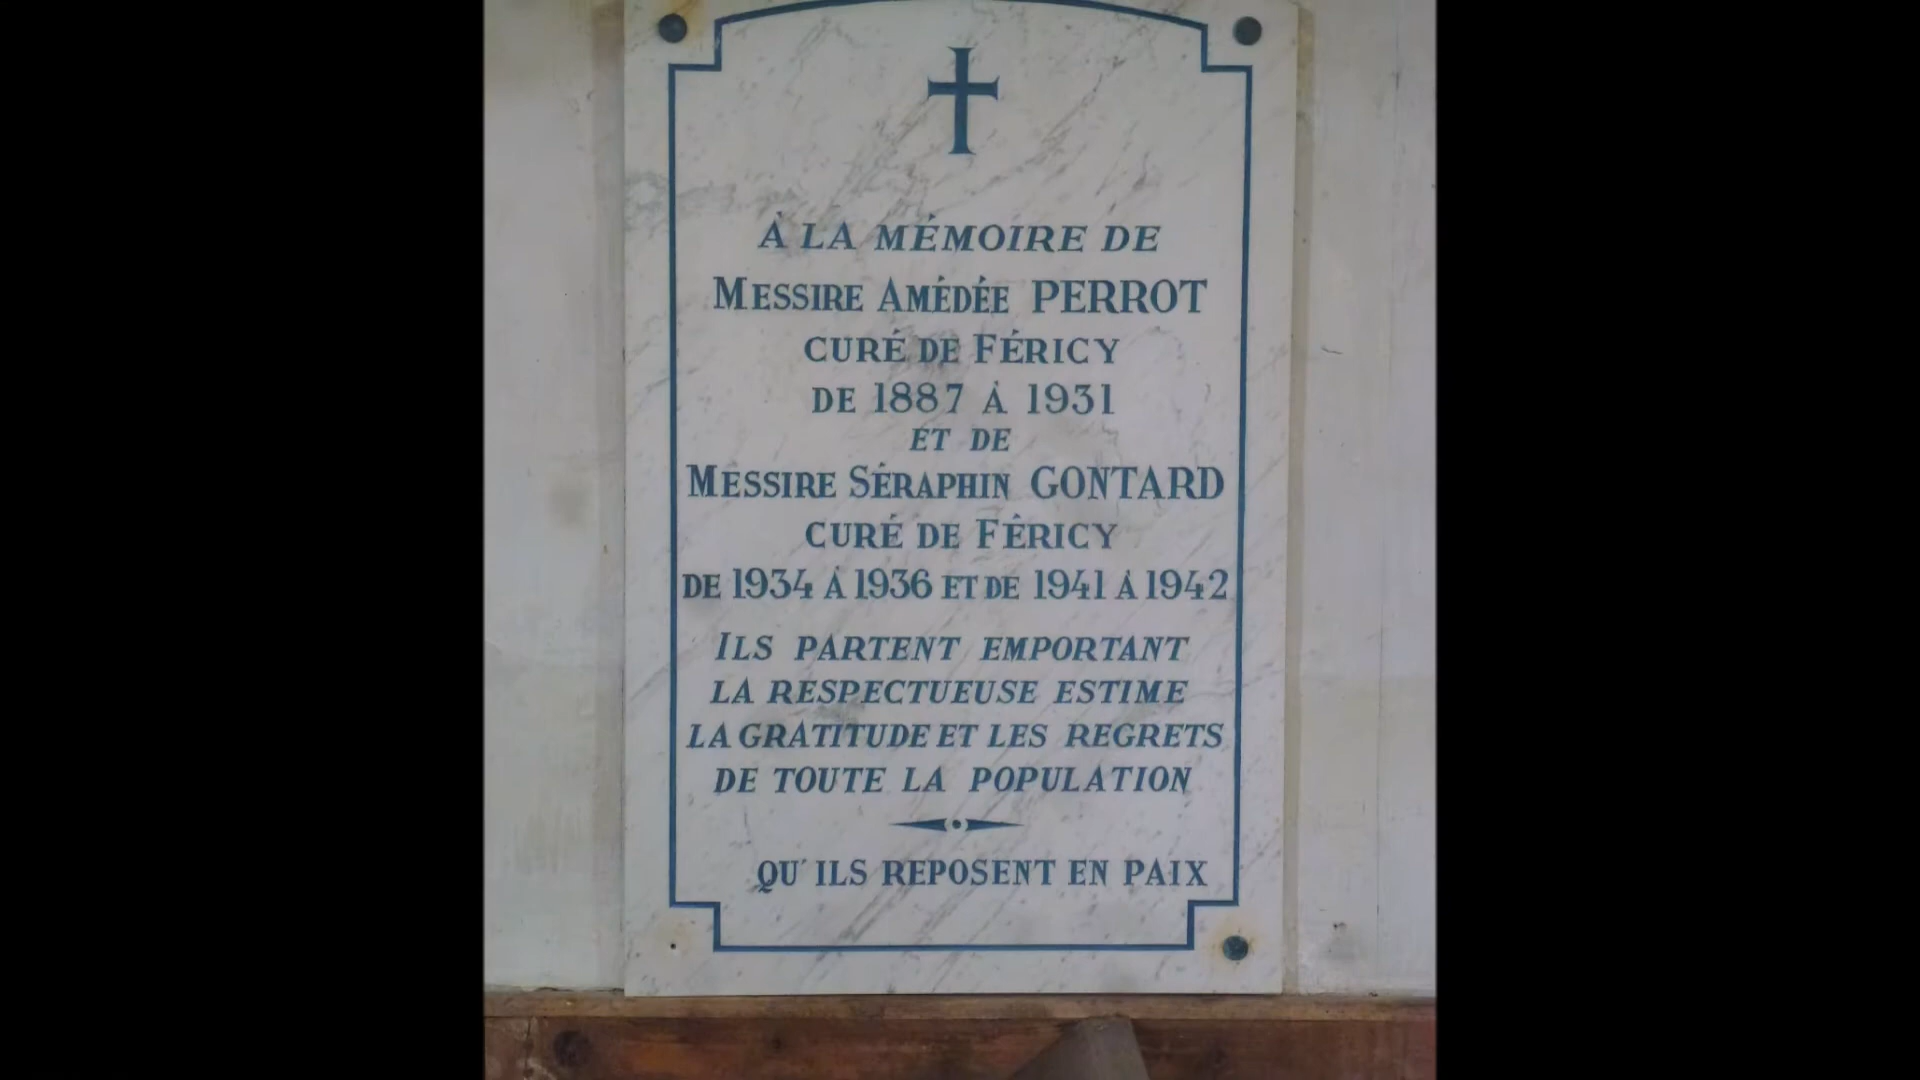 À LA MÉMOIRE DE
MESSIRE AMÉDÉE PERROT
CURÉ DE FÉRICY
DE 1887 À 1931
ET DE
MESSIRE SÉRAPHIN GONTARD
CURÉ DE FÉRICY
DE 1934 À 1936 ET DE 1941 À 1942
ILS PARTENT EMPORTANT
LA RESPECTUEUSE ESTIME
LA GRATITUDE ET LES REGRETS
DE TOUTE LA POPULATION
QU'ILS REPOSENT EN PAIX